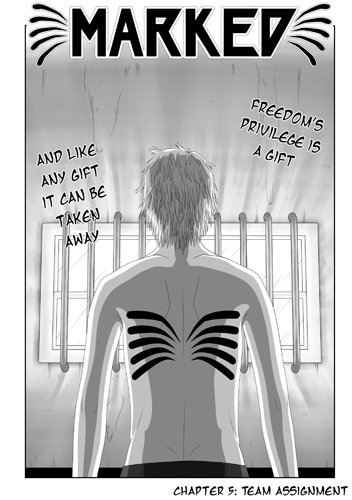 MARKED
FREEDOM'S
PRIVILEGE IS
A GIFT
AND LIKE
ANY GIFT
IT CAN BE
TAKEN
AWAY
CHAPTER 5: TEAM ASSIGNMENT